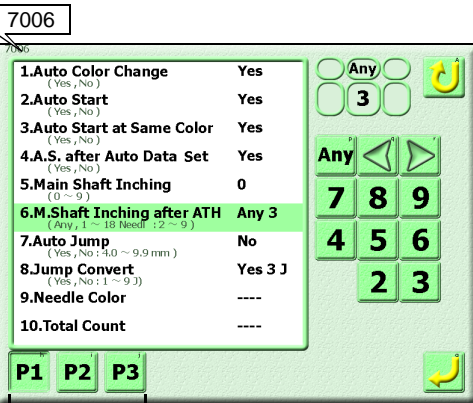 7006
7006
1.Auto Color Change Yes
(Yes,No)
2.Auto Start Yes
(Yes,No)
3.Auto Start at Same Color Yes
(Yes,No)
4.A.S. after Auto Data Set Yes
(Yes,No)
5.Main Shaft Inching 0
(0 ~ 9)
6.M.Shaft Inching after ATH Any 3
(Any, 1 ~ 18 Needl : 2 ~ 9)
7.Auto Jump No
(Yes,No: 4.0 ~ 9.9 mm)
8.Jump Convert Yes 3 J
(Yes,No: 1 ~ 9 J)
9.Needle Color ----
10.Total Count ----
Any
3
A
Any
p q r
7 8 9
4 5 6
2 3
P1 P2 P3
h i j
a